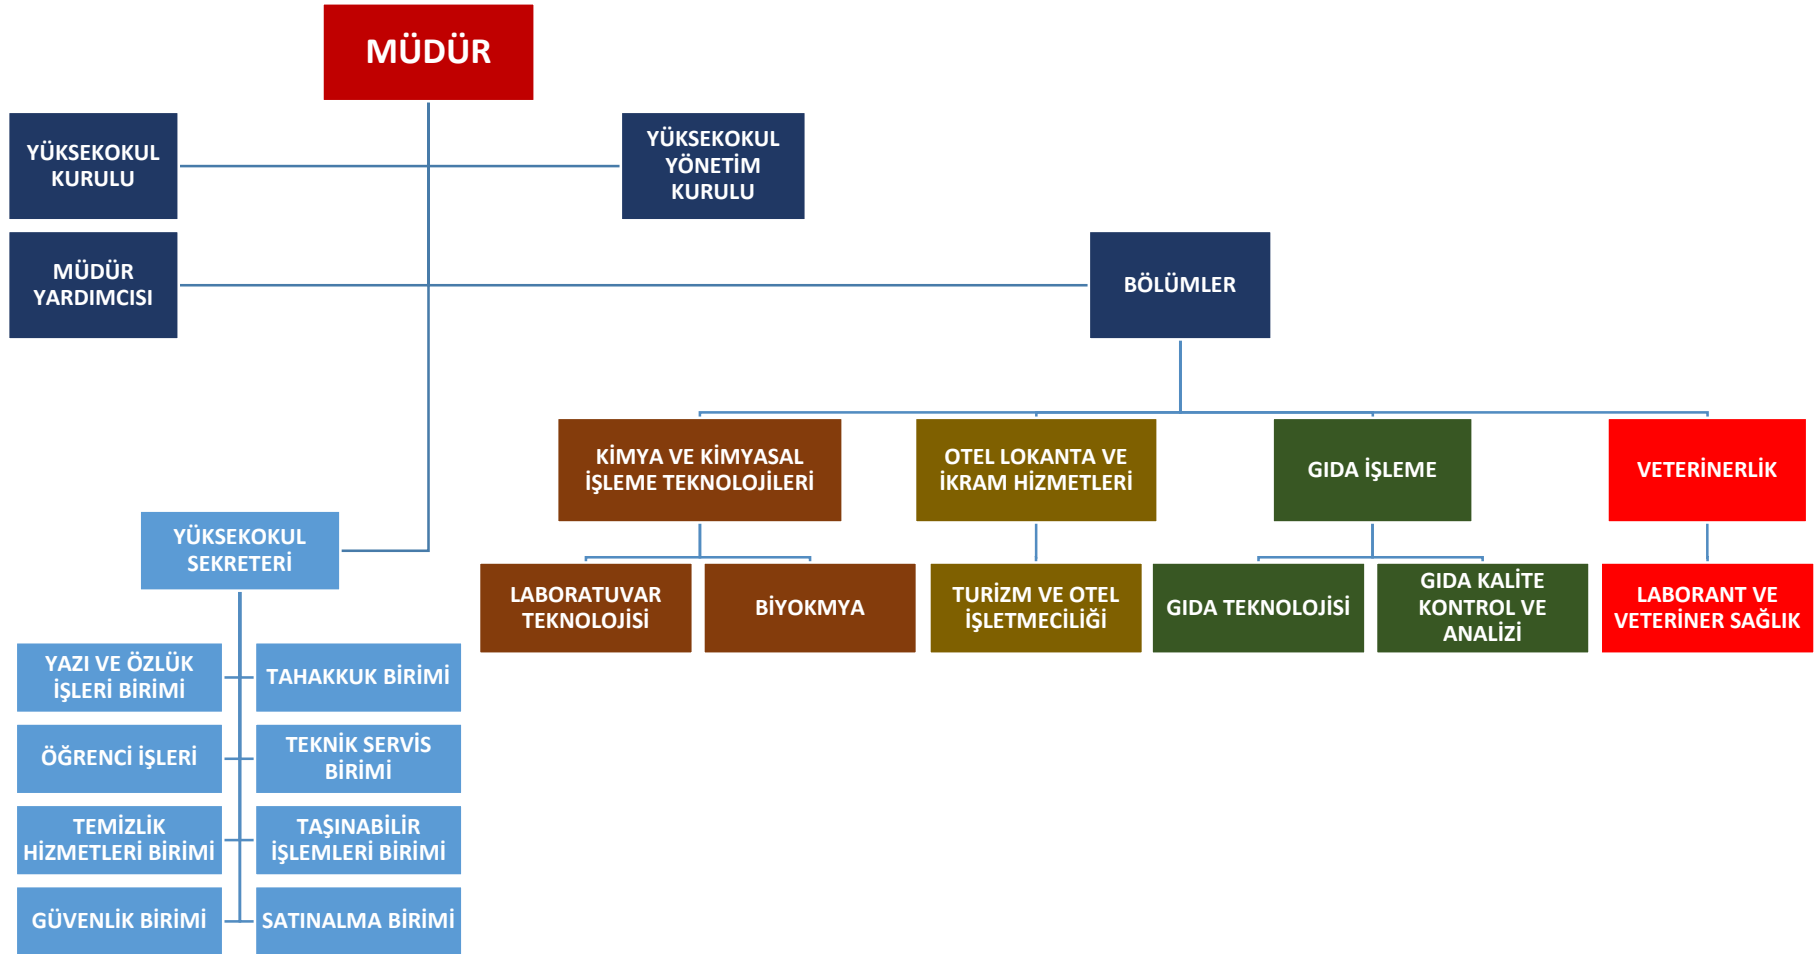 MÜDÜR
YÜKSEKOKUL
KURULU
YÜKSEKOKUL
YÖNETİM
KURULU
MÜDÜR
YARDIMCISI
BÖLÜMLER
KİMYA VE KİMYASAL
İŞLEME TEKNOLOJİLERİ
OTEL LOKANTA VE
İKRAM HİZMETLERİ
GIDA İŞLEME
VETERİNERLİK
LABORATUVAR
TEKNOLOJİSİ
BİYOKMYA
TURİZM VE OTEL
İŞLETMECİLİĞİ
GIDA TEKNOLOJİSİ
GIDA KALİTE
KONTROL VE
ANALİZİ
LABORANT VE
VETERİNER SAĞLIK
YÜKSEKOKUL
SEKRETERİ
YAZI VE ÖZLÜK
İŞLERİ BİRİMİ
TAHAKKUK BİRİMİ
ÖĞRENCİ İŞLERİ
TEKNİK SERVİS
BİRİMİ
TEMİZLİK
HİZMETLERİ BİRİMİ
TAŞINABİLİR
İŞLEMLERİ BİRİMİ
GÜVENLİK BİRİMİ
SATINALMA BİRİMİ